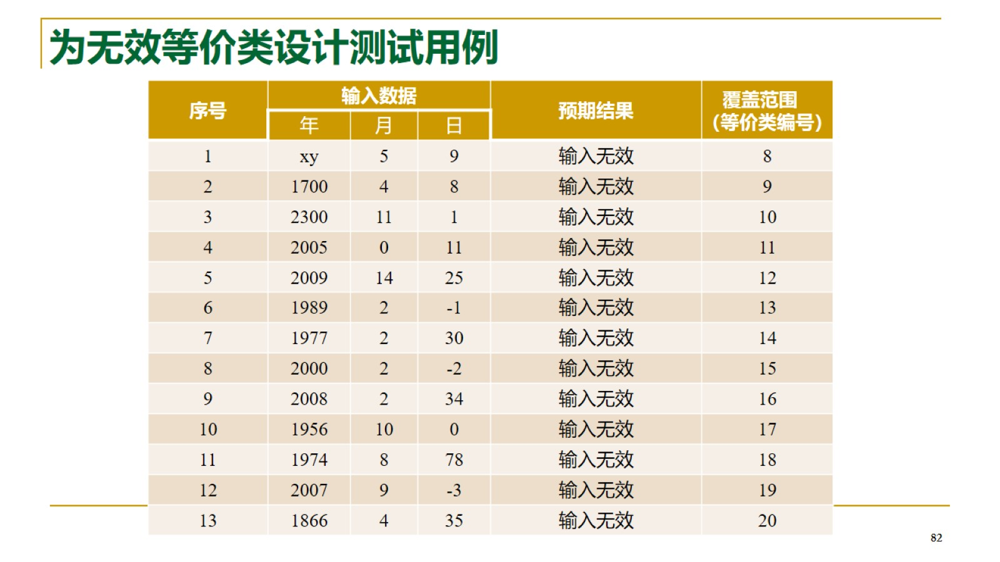 为无效等价类设计测试用例
序号 输入数据 预期结果 覆盖范围
(等价类编号)
年 月 日
1 xy 5 9 输入无效 8
2 1700 4 8 输入无效 9
3 2300 11 1 输入无效 10
4 2005 0 11 输入无效 11
5 2009 14 25 输入无效 12
6 1989 2 -1 输入无效 13
7 1977 2 30 输入无效 14
8 2000 2 -2 输入无效 15
9 2008 2 34 输入无效 16
10 1956 10 0 输入无效 17
11 1974 8 78 输入无效 18
12 2007 9 -3 输入无效 19
13 1866 4 35 输入无效 20
82